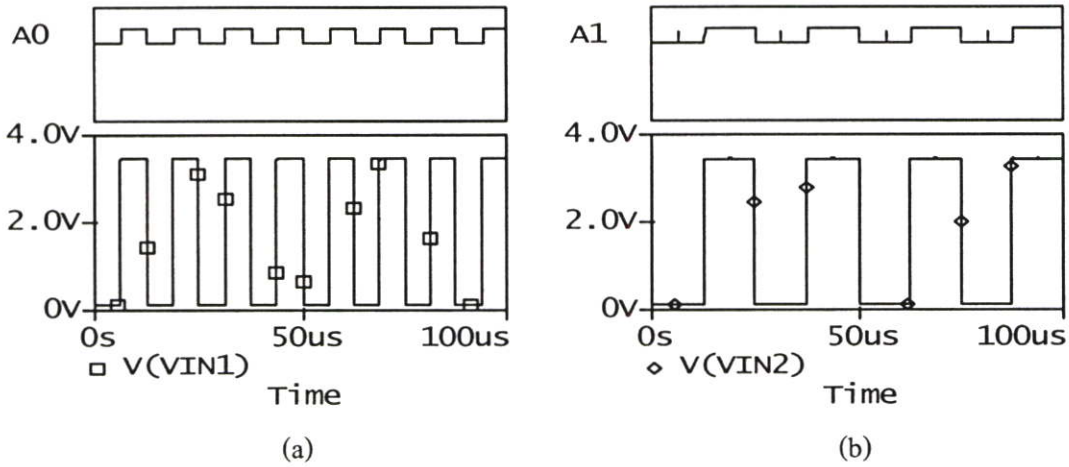 A0
4.0V
2.0V
0V
0s 50us 100us
V(VIN1)
Time
(a)
A1
4.0V
2.0V
0V
0s 50us 100us
V(VIN2)
Time
(b)